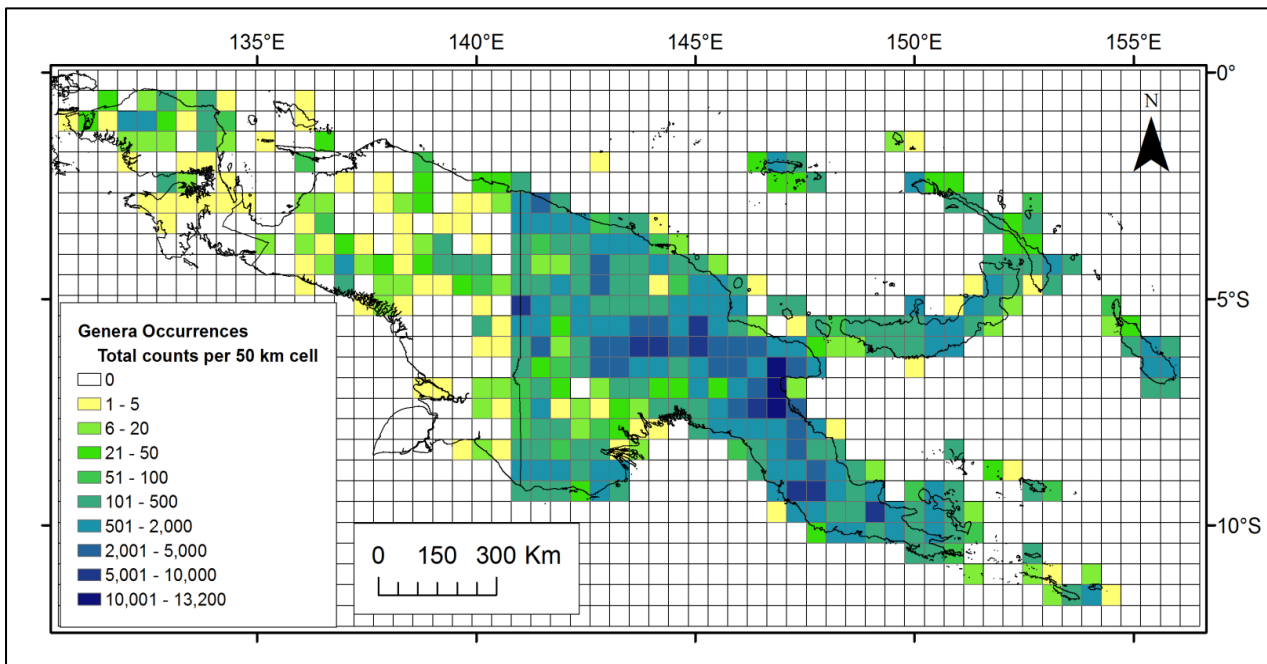 135°E 140°E 145°E 150°E 155°E
0°
N
5°S
Genera Occurrences
Total counts per 50 km cell
0
1 - 5
6 - 20
21 - 50
51 - 100
101 - 500
501 - 2,000
2,001 - 5,000
5,001 - 10,000
10,001 - 13,200
10°S
0 150 300 Km